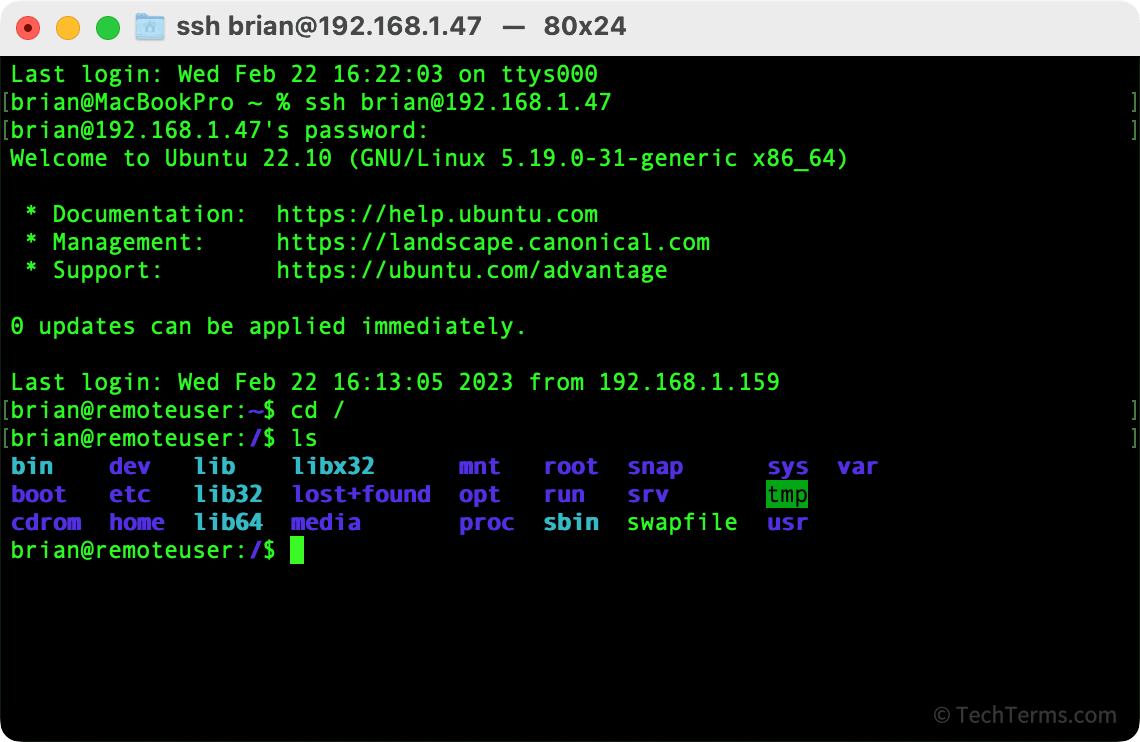 ssh brian@192.168.1.47 — 80x24
Last login: Wed Feb 22 16:22:03 on ttys000
[brian@MacBookPro ~ % ssh brian@192.168.1.47 ]
[brian@192.168.1.47's password: ]
Welcome to Ubuntu 22.10 (GNU/Linux 5.19.0-31-generic x86_64)
* Documentation: https://help.ubuntu.com
* Management: https://landscape.canonical.com
* Support: https://ubuntu.com/advantage
0 updates can be applied immediately.
Last login: Wed Feb 22 16:13:05 2023 from 192.168.1.159
[brian@remoteuser:~$ cd / ]
[brian@remoteuser:/$ ls ]
bin dev lib libx32 mnt root snap sys var
boot etc lib32 lost+found opt run srv tmp
cdrom home lib64 media proc sbin swapfile usr
brian@remoteuser:/$
© TechTerms.com